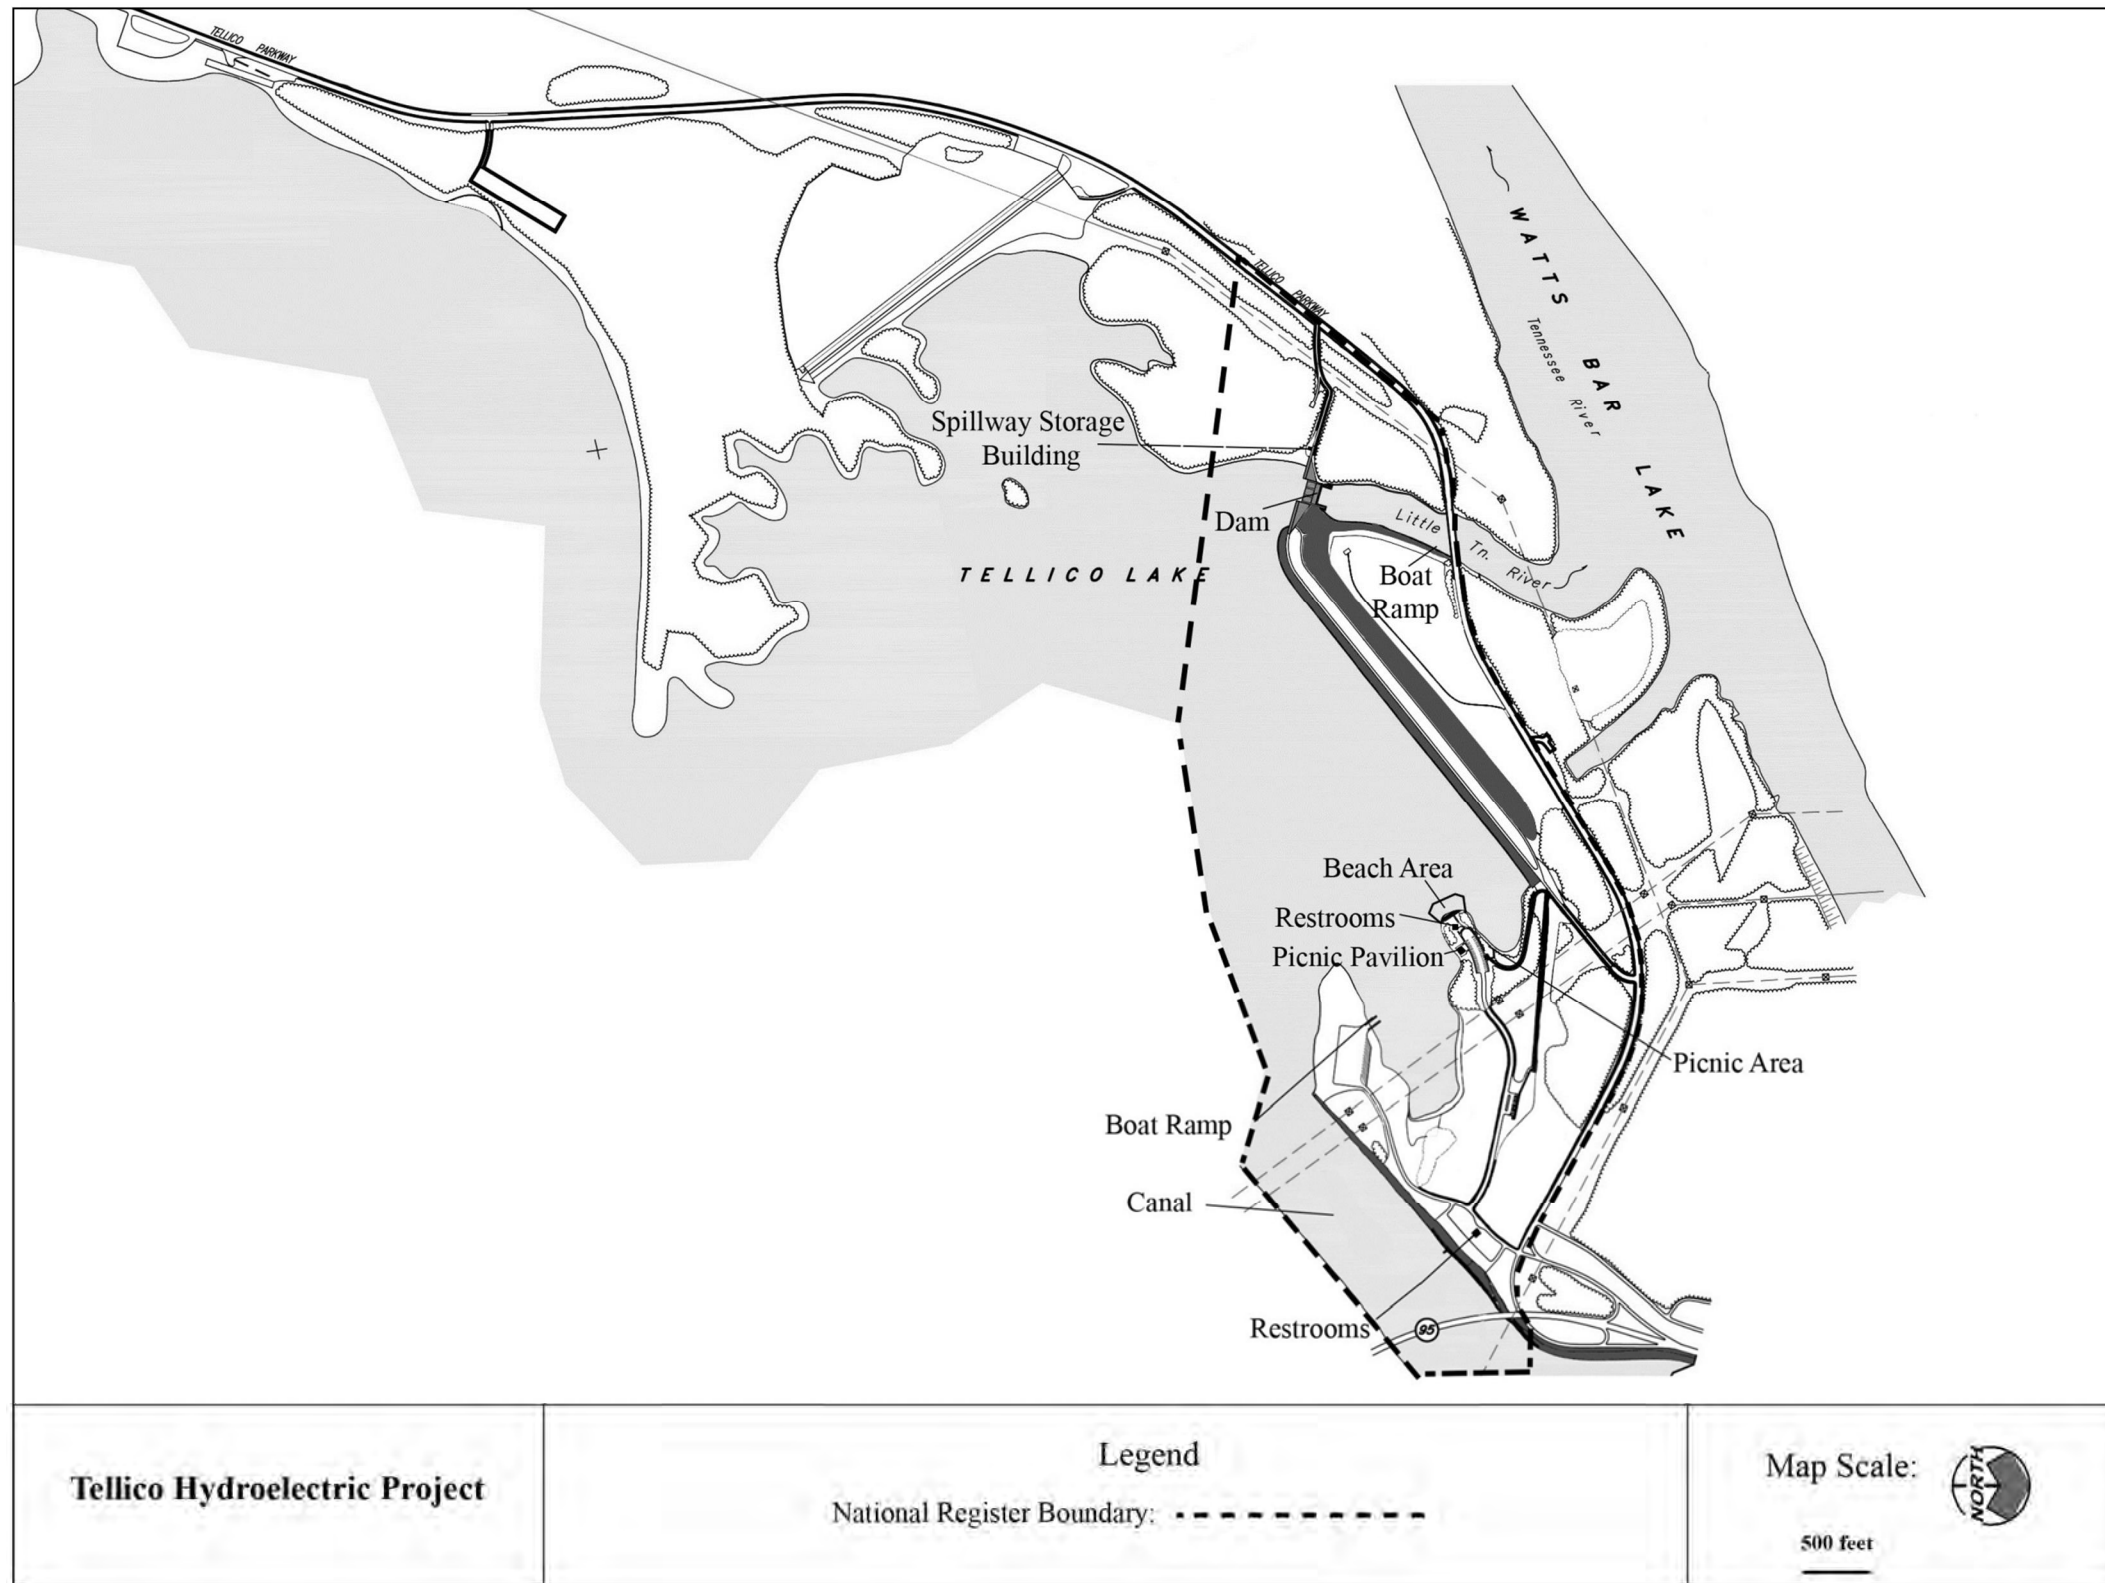 TELLICO PARKWAY
TELLICO PARKWAY
WATTS BAR LAKE
Tennessee River
Spillway Storage
Building
Dam
Little Tn. River
Boat
Ramp
TELLICO LAKE
Beach Area
Restrooms
Picnic Pavilion
Picnic Area
Boat Ramp
Canal
Restrooms
95
Tellico Hydroelectric Project
Legend
National Register Boundary:
Map Scale:
NORTH
500 feet